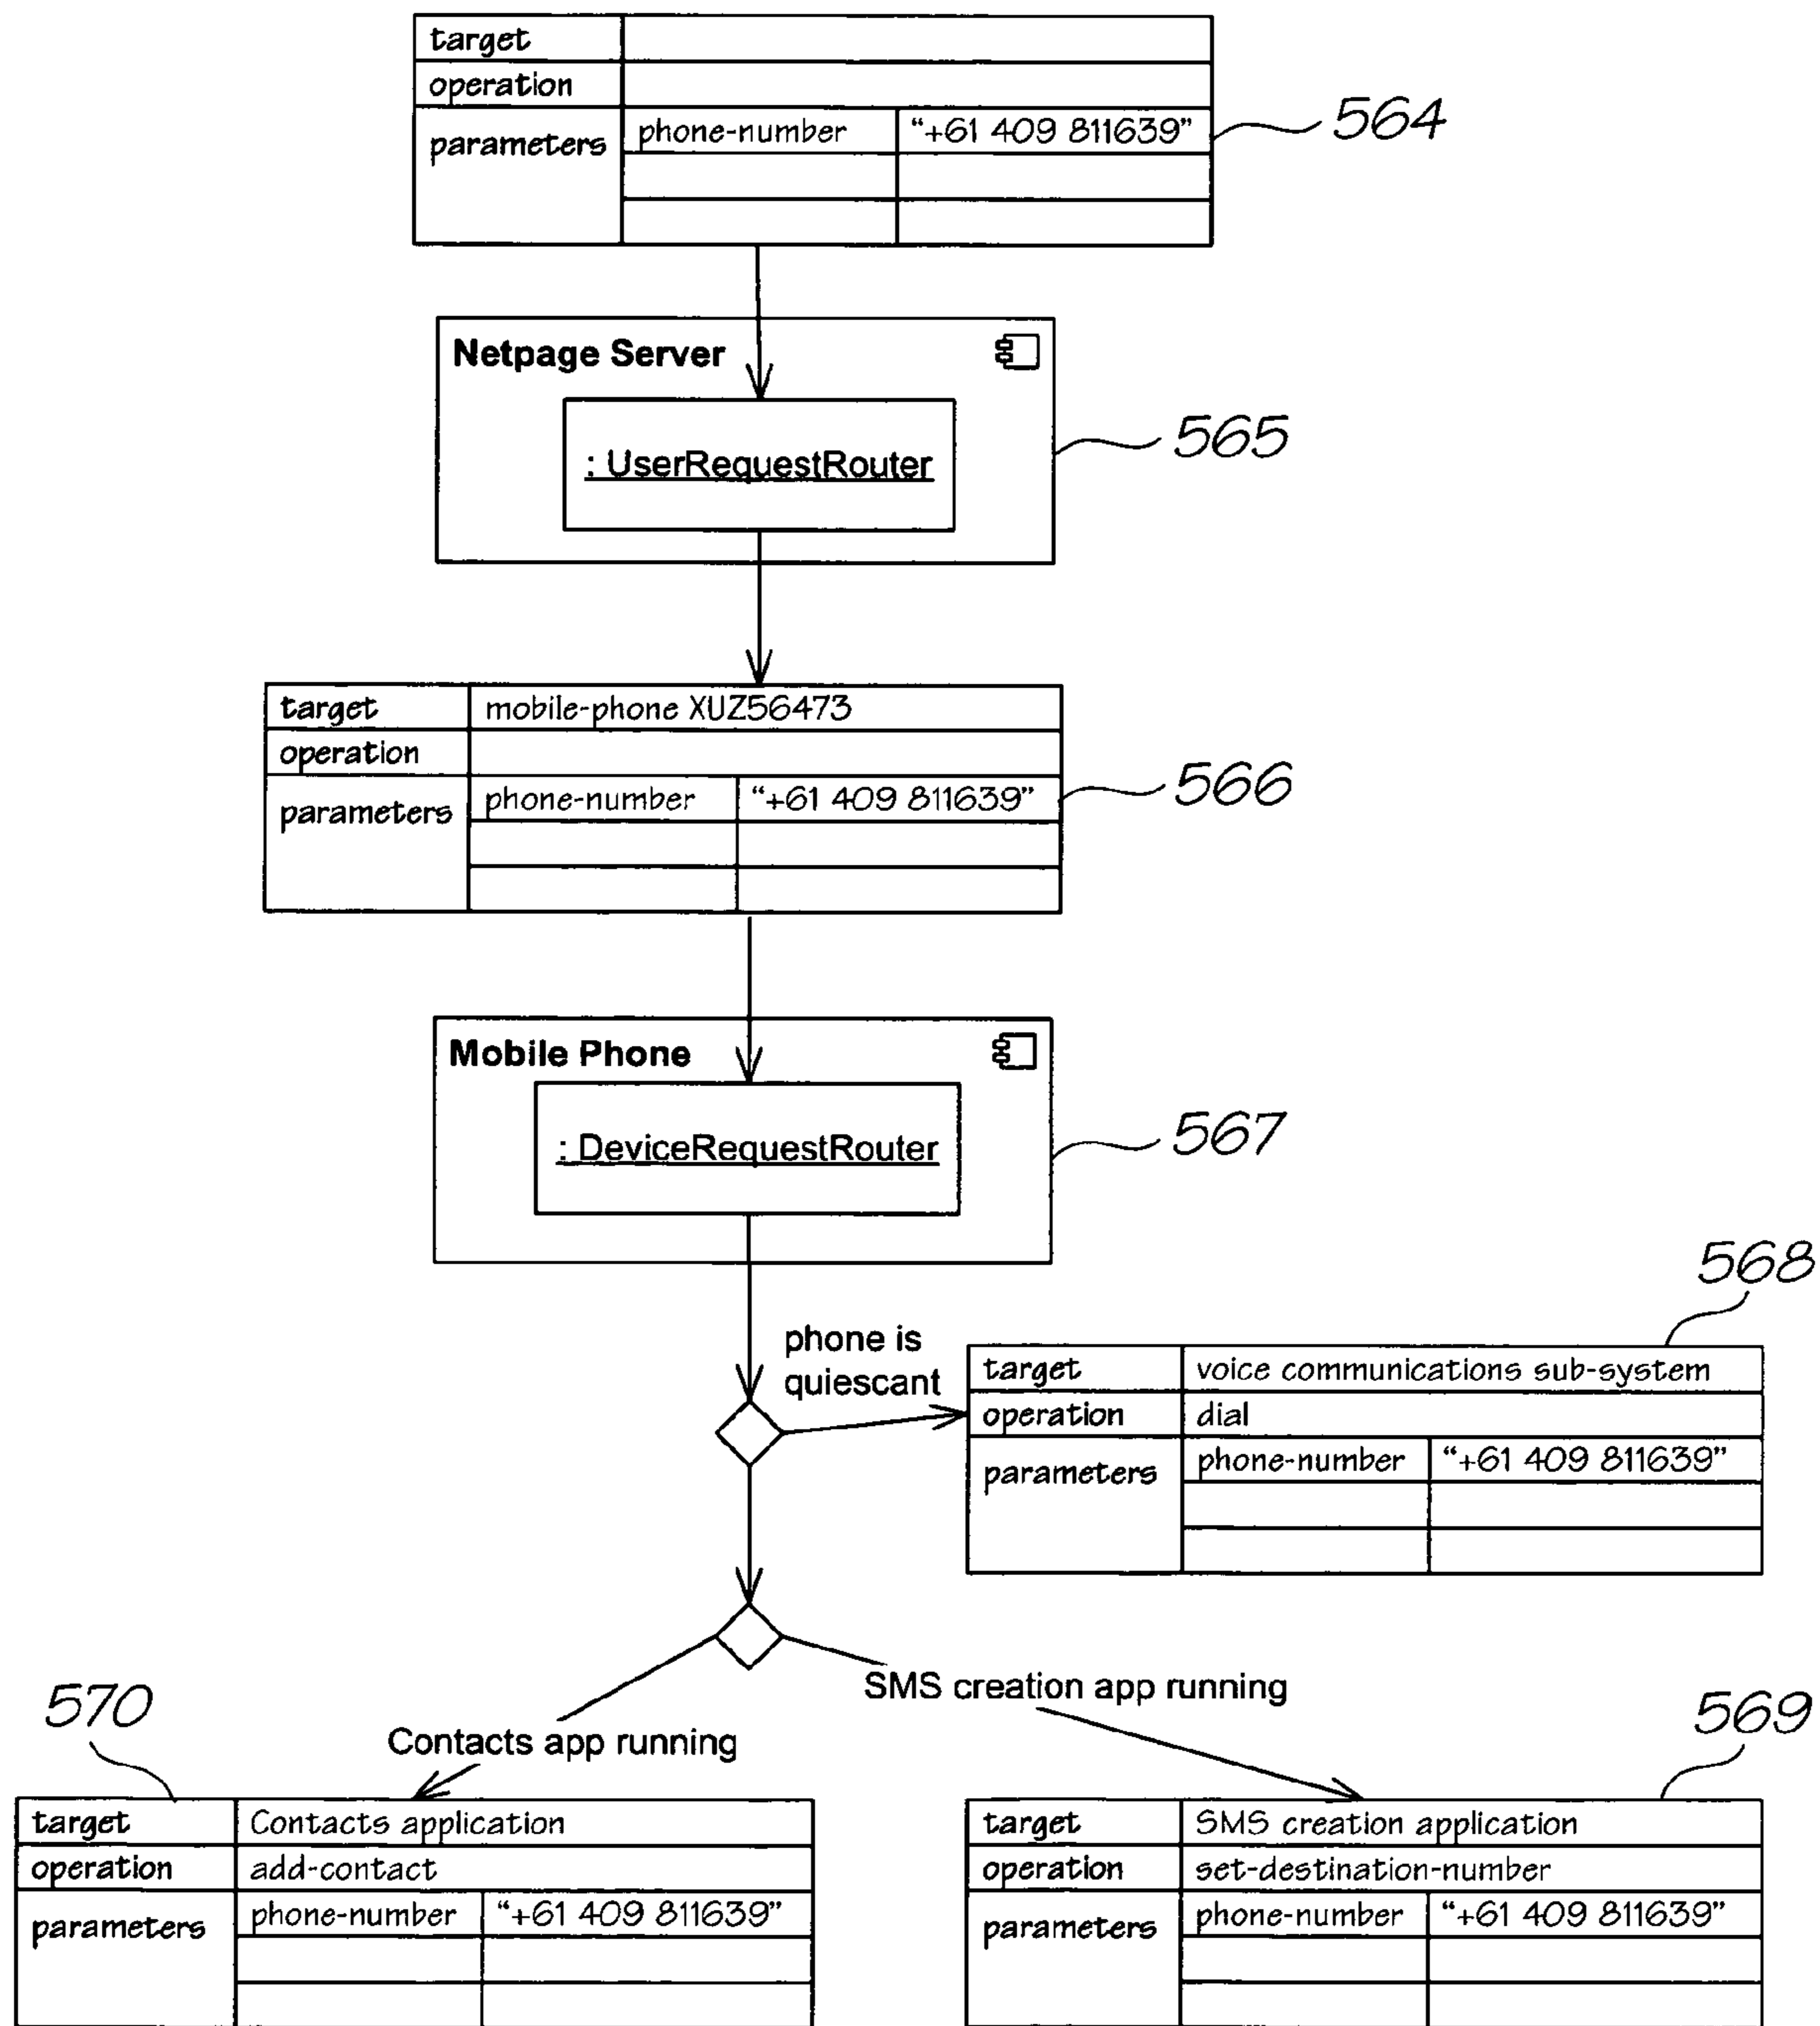 target
operation
parameters phone-number "+61 409 811639"
564
Netpage Server
: UserRequestRouter
565
target mobile-phone XUZ56473
operation
parameters phone-number "+61 409 811639"
566
Mobile Phone
: DeviceRequestRouter
567
phone is
quiescant
568
target voice communications sub-system
operation dial
parameters phone-number "+61 409 811639"
SMS creation app running
Contacts app running
570
target Contacts application
operation add-contact
parameters phone-number "+61 409 811639"
569
target SMS creation application
operation set-destination-number
parameters phone-number "+61 409 811639"